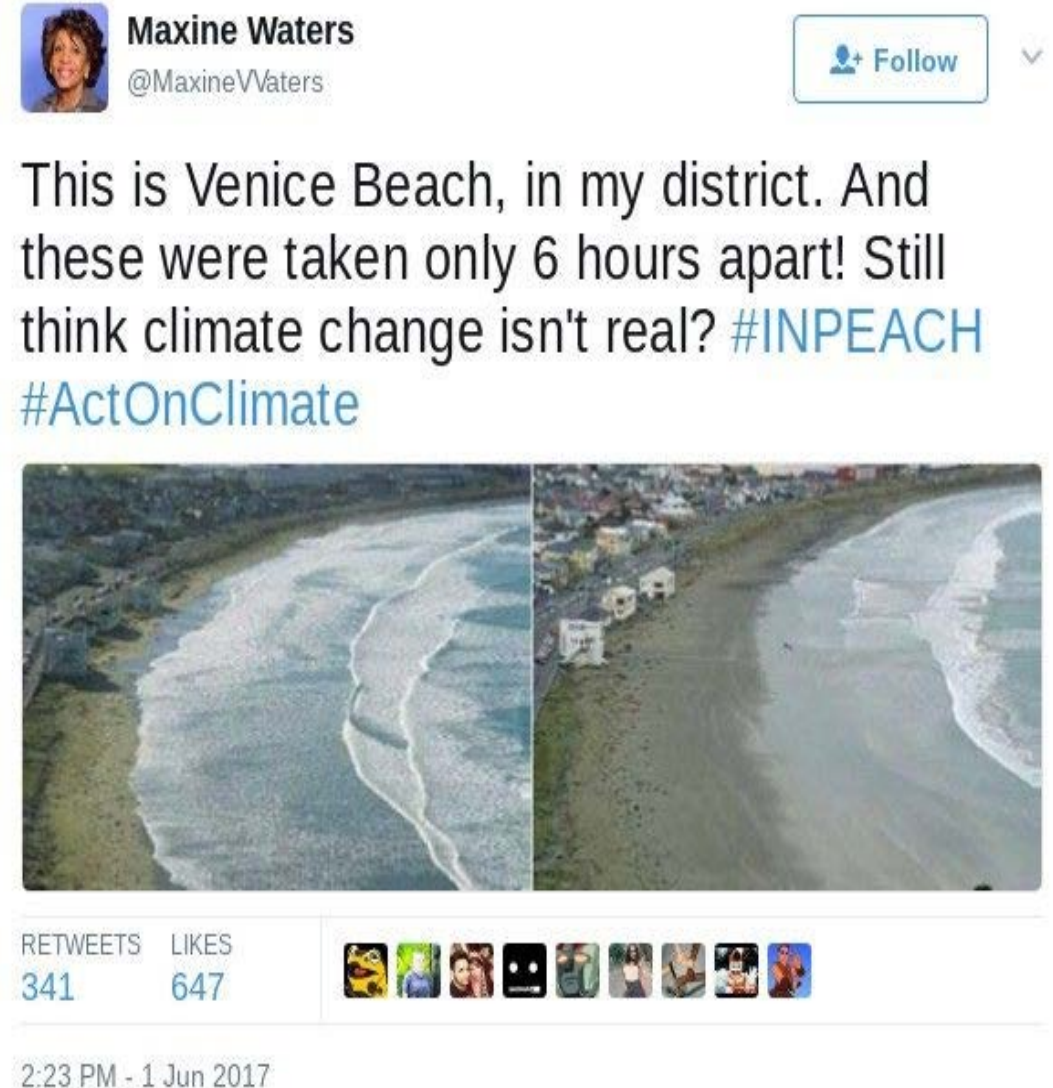 Maxine Waters
@MaxineVVaters
Follow
This is Venice Beach, in my district. And
these were taken only 6 hours apart! Still
think climate change isn't real? #INPEACH
#ActOnClimate
RETWEETS LIKES
341 647
2:23 PM - 1 Jun 2017